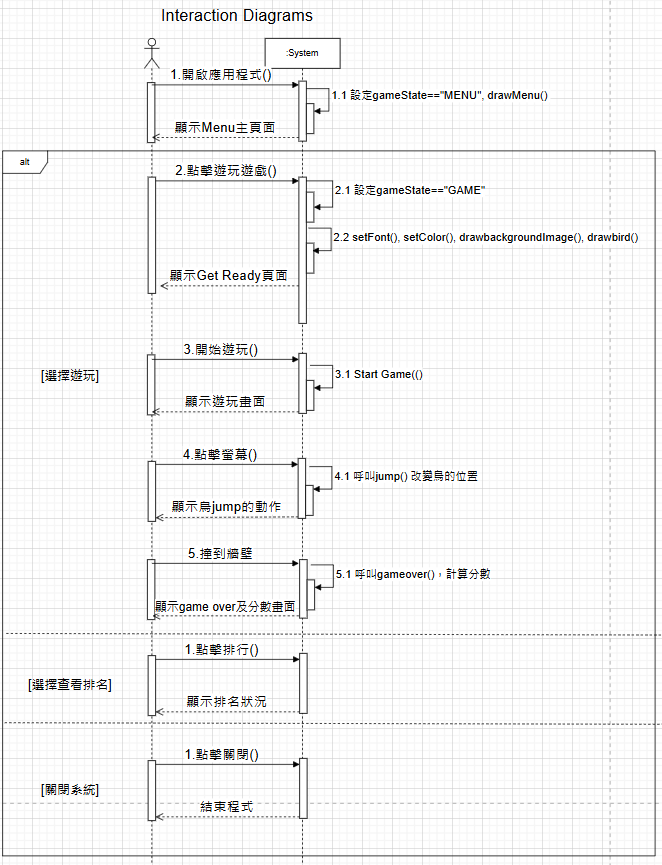 Interaction Diagrams
:System
1.開啟應用程式()
1.1 設定gameState=="MENU", drawMenu()
顯示Menu主頁面
alt
2.點擊遊玩遊戲()
2.1 設定gameState=="GAME"
2.2 setFont(), setColor(), drawbackgroundImage(), drawbird()
顯示Get Ready頁面
3.開始遊玩()
[選擇遊玩]
3.1 Start Game(()
顯示遊玩畫面
4.點擊螢幕()
4.1 呼叫jump() 改變鳥的位置
顯示鳥jump的動作
5.撞到牆壁
5.1 呼叫gameover()，計算分數
顯示game over及分數畫面
1.點擊排行()
[選擇查看排名]
顯示排名狀況
1.點擊關閉()
[關閉系統]
結束程式